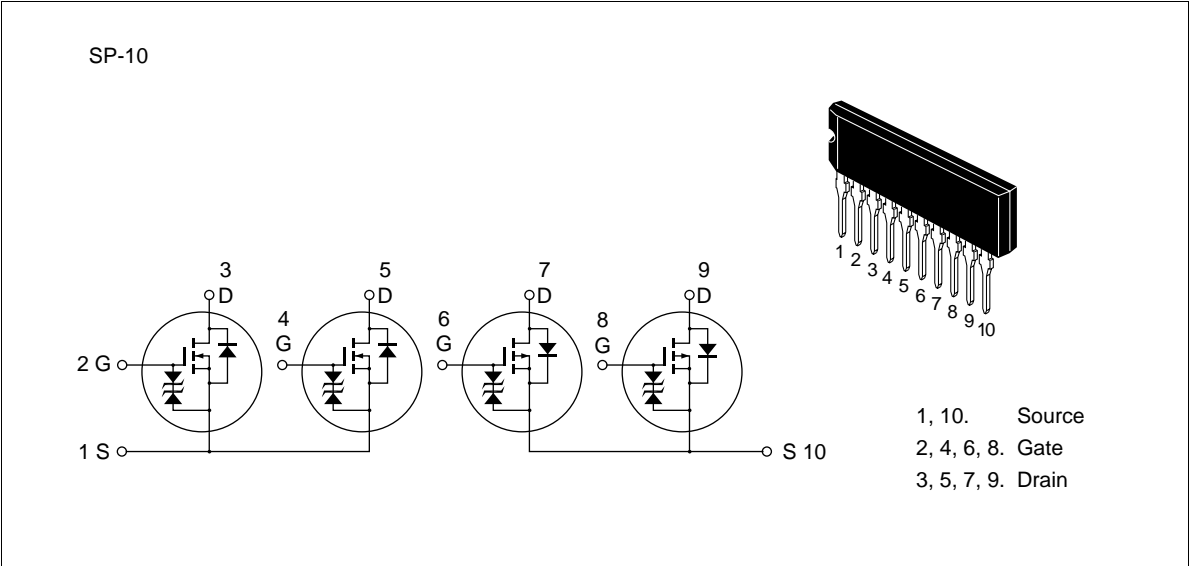 SP-10
1
2
3
4
5
6
7
8
9
10
3
5
7
9
D
D
D
D
4
6
8
2 G
G
G
G
1 S
S 10
1, 10. Source
2, 4, 6, 8. Gate
3, 5, 7, 9. Drain